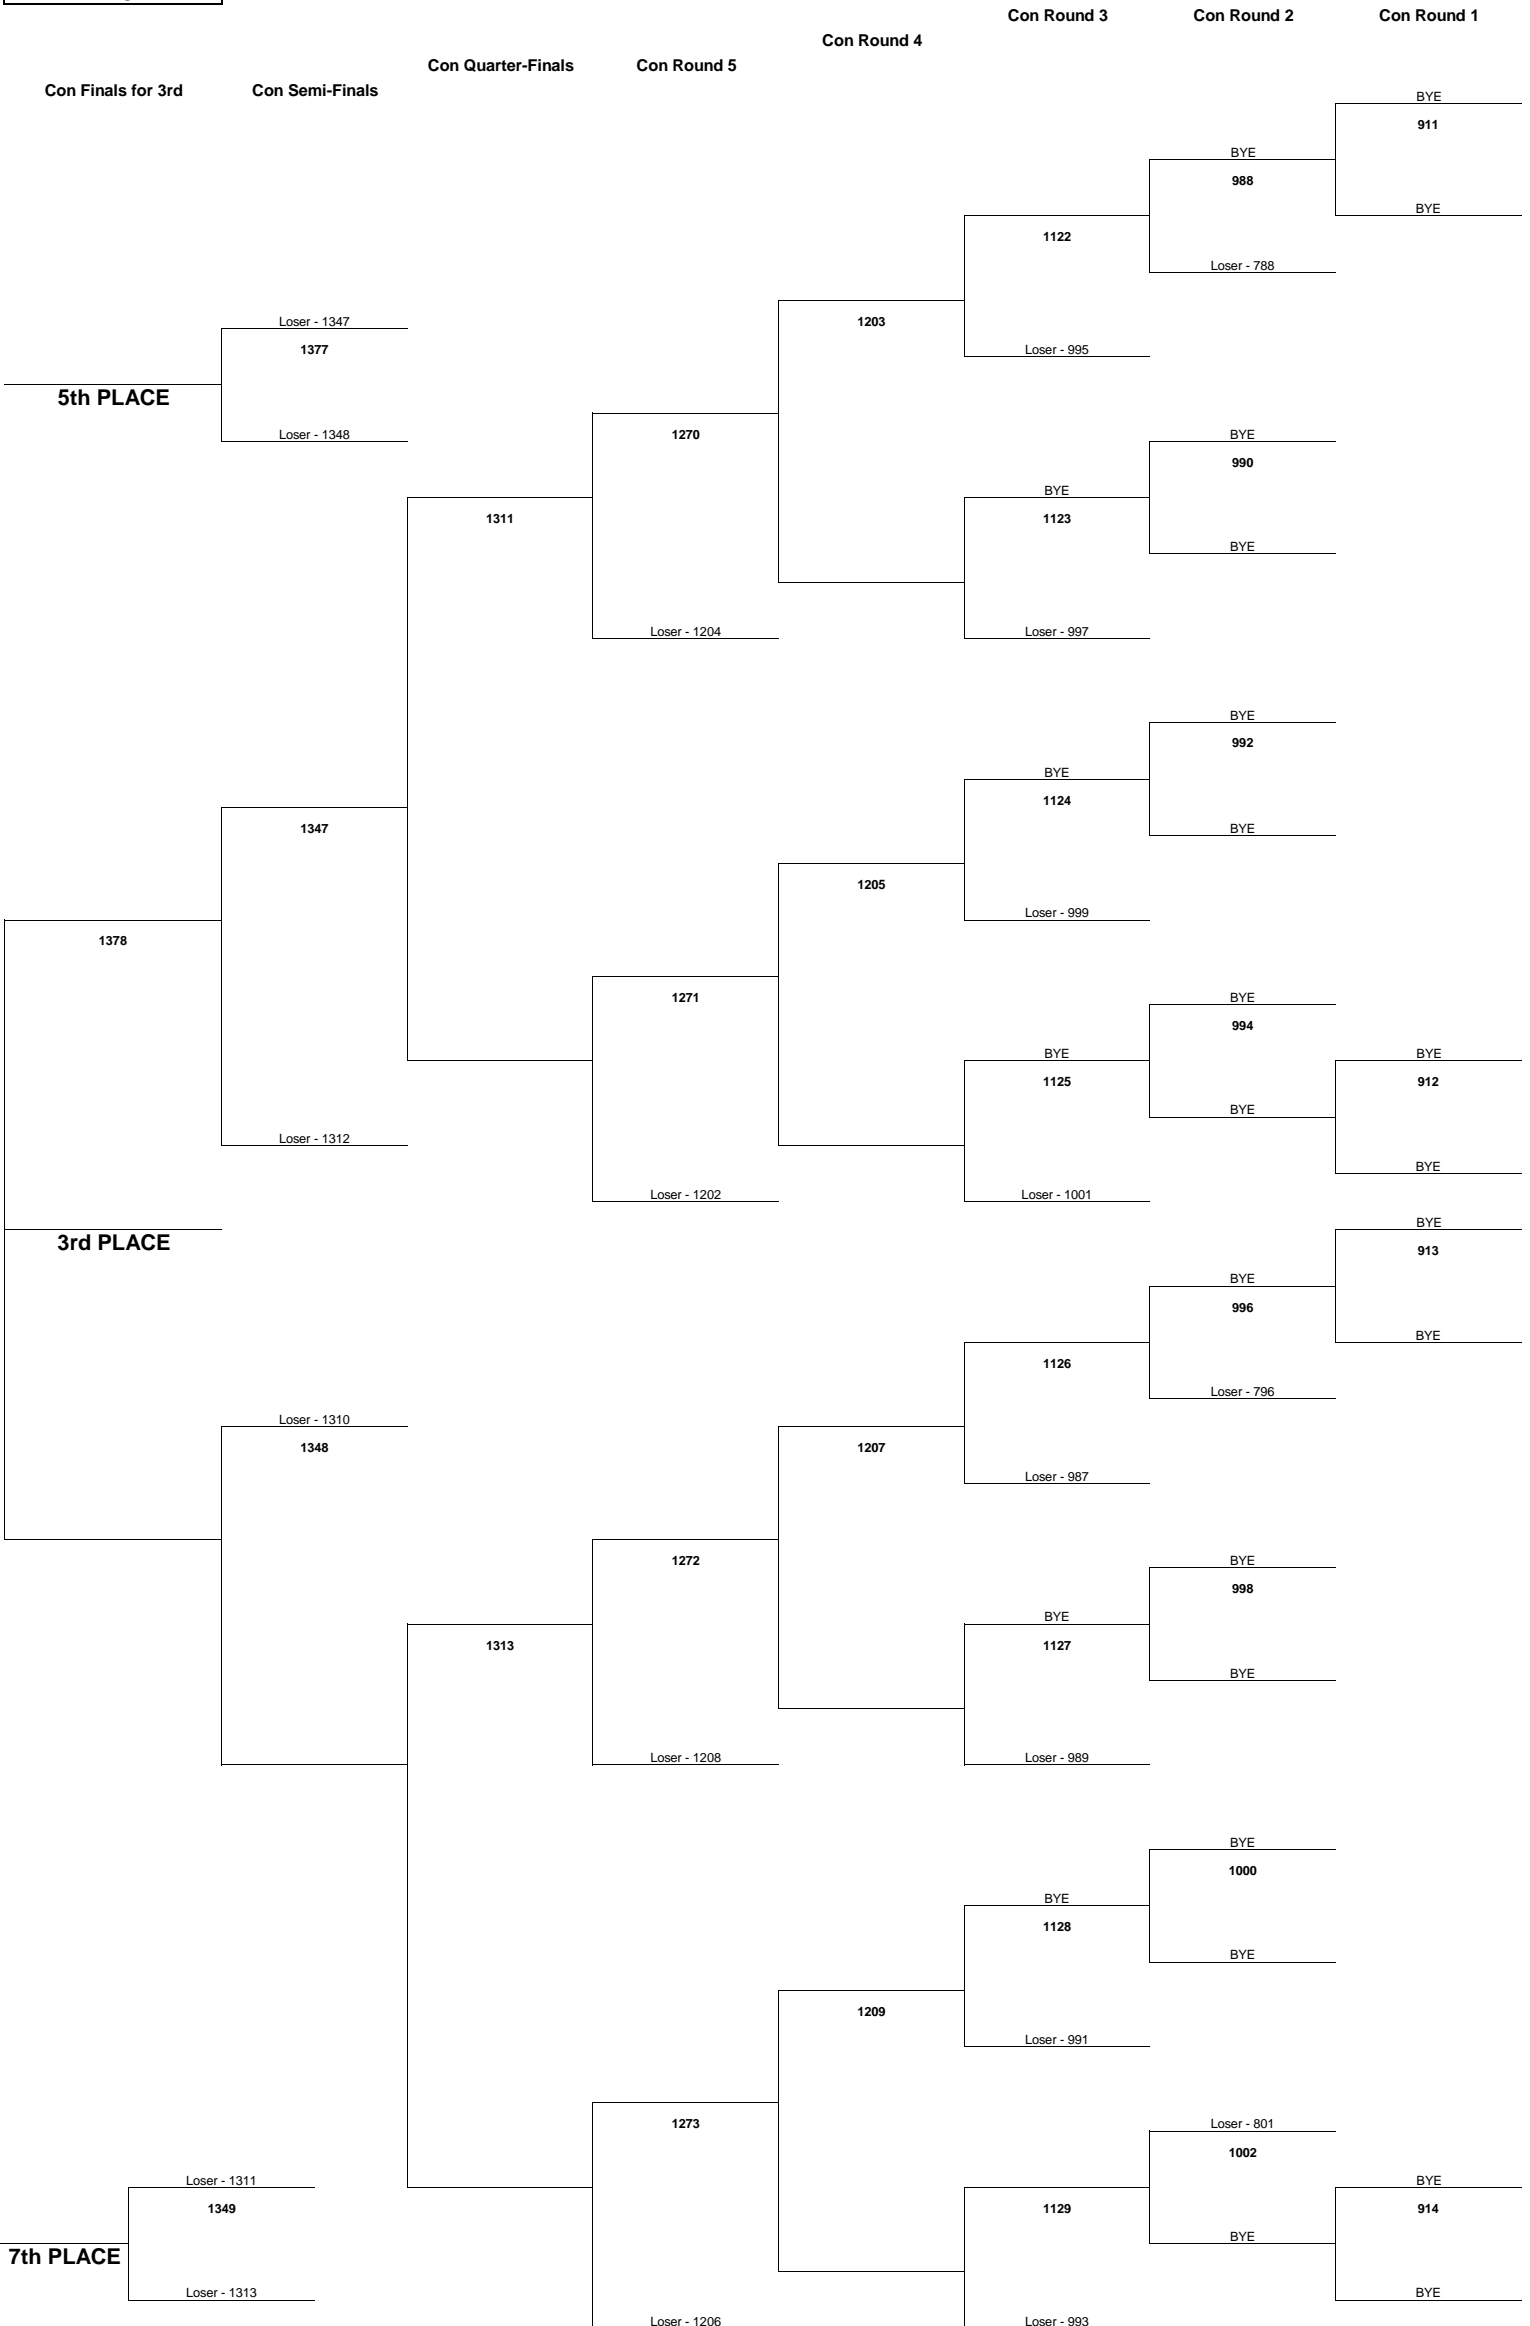 Con Round 3 Con Round 2 Con Round 1
Con Round 4
Con Quarter-Finals Con Round 5
Con Finals for 3rd Con Semi-Finals
BYE
911
BYE
988
BYE
1122
Loser - 788
Loser - 1347
1203
1377
Loser - 995
5th PLACE
Loser - 1348
1270
BYE
990
BYE
1311
1123
BYE
Loser - 1204
Loser - 997
BYE
992
BYE
1124
1347
BYE
1205
Loser - 999
1378
1271
BYE
994
BYE
BYE
1125
912
BYE
Loser - 1312
BYE
Loser - 1202
Loser - 1001
BYE
3rd PLACE
913
BYE
996
BYE
1126
Loser - 796
Loser - 1310
1348
1207
Loser - 987
1272
BYE
998
BYE
1313
1127
BYE
Loser - 1208
Loser - 989
BYE
1000
BYE
1128
BYE
1209
Loser - 991
1273
Loser - 801
1002
Loser - 1311
BYE
1349
1129
914
BYE
7th PLACE
Loser - 1313
BYE
Loser - 1206
Loser - 993